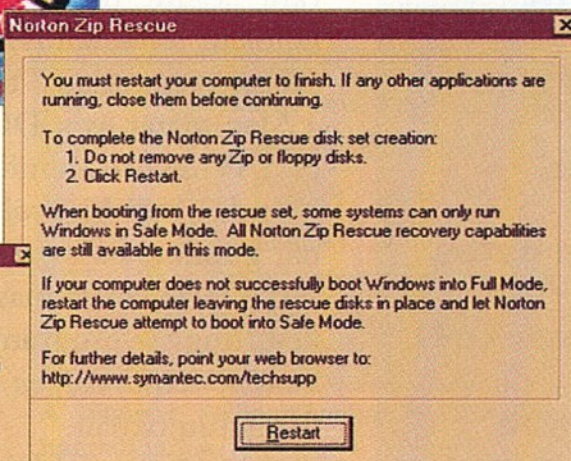 Norton Zip Rescue
You must restart your computer to finish. If any other applications are
running, close them before continuing.
To complete the Norton Zip Rescue disk set creation:
1. Do not remove any Zip or floppy disks.
2. Click Restart.
When booting from the rescue set, some systems can only run
Windows in Safe Mode. All Norton Zip Rescue recovery capabilities
are still available in this mode.
If your computer does not successfully boot Windows into Full Mode,
restart the computer leaving the rescue disks in place and let Norton
Zip Rescue attempt to boot into Safe Mode.
For further details, point your web browser to:
http://www.symantec.com/techsupp
Restart